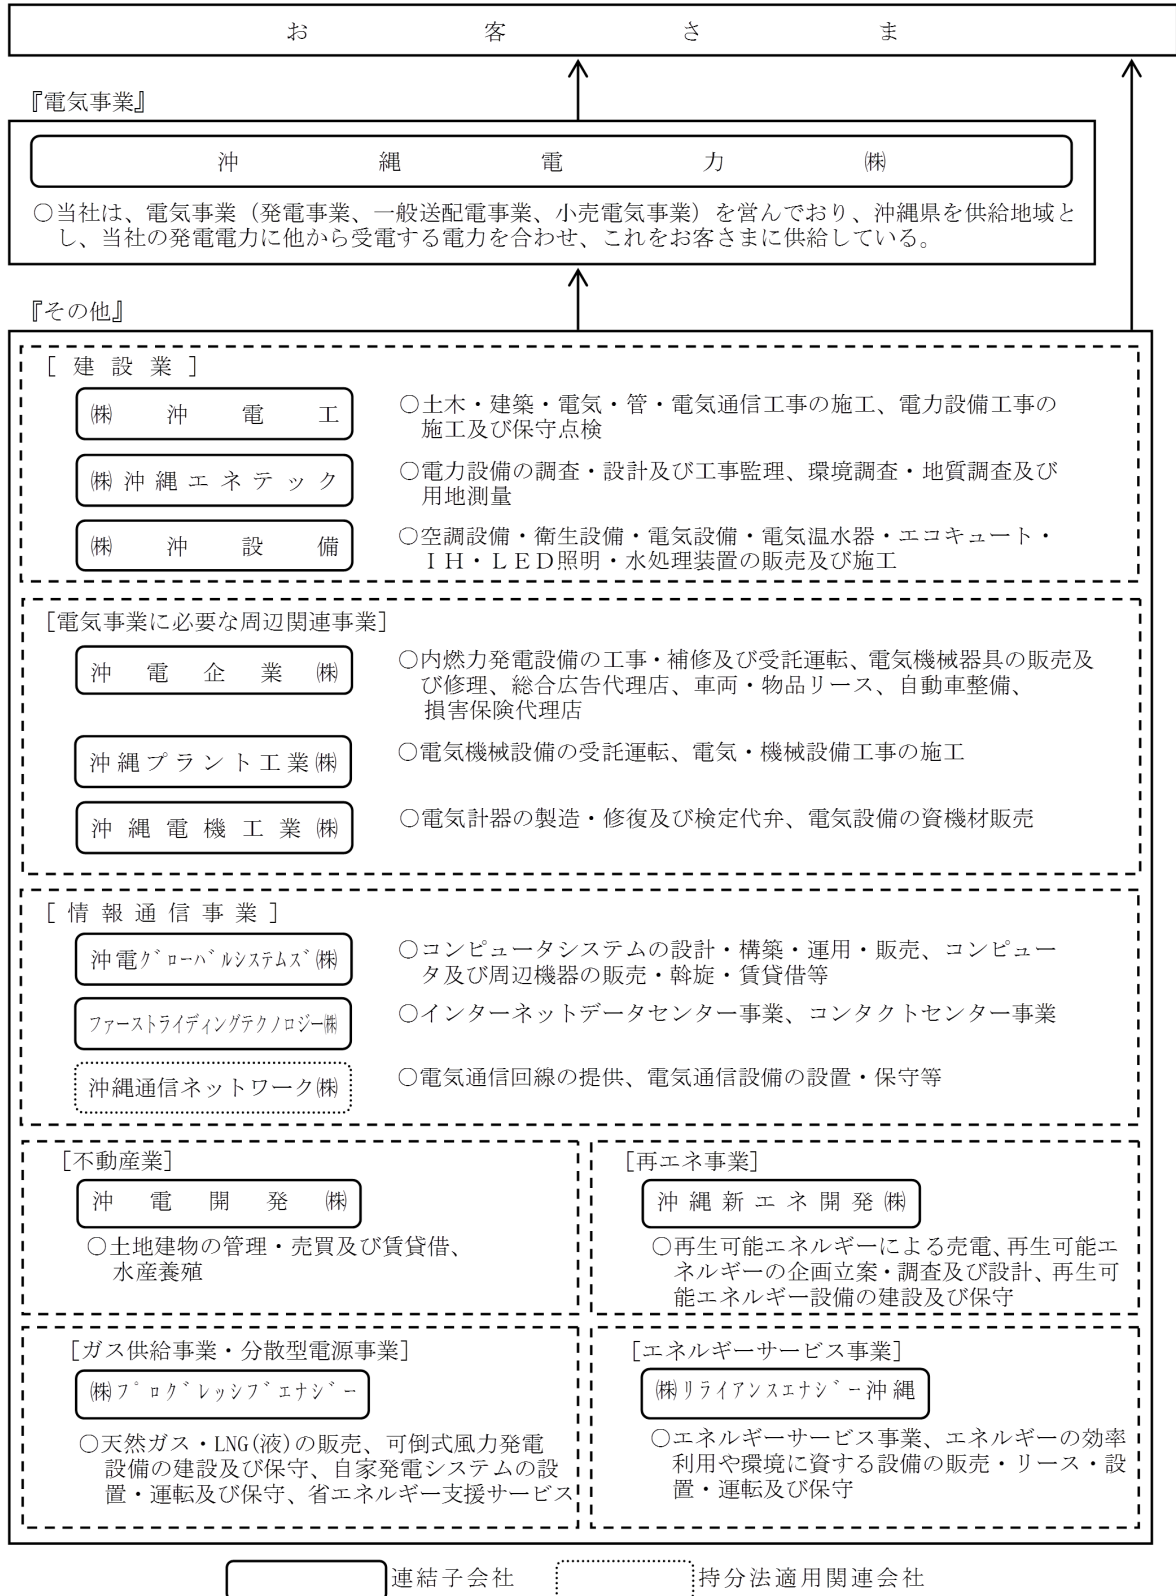 お客さま
『電気事業』
沖縄電力㈱
○当社は、電気事業（発電事業、一般送配電事業、小売電気事業）を営んでおり、沖縄県を供給地域と
し、当社の発電電力に他から受電する電力を合わせ、これをお客さまに供給している。
『その他』
[建設業]
㈱沖電工
○土木・建築・電気・管・電気通信工事の施工、電力設備工事の
施工及び保守点検
㈱沖縄エネテック
○電力設備の調査・設計及び工事監理、環境調査・地質調査及び
用地測量
㈱沖設備
○空調設備・衛生設備・電気設備・電気温水器・エコキュート・
ＩＨ・ＬＥＤ照明・水処理装置の販売及び施工
[電気事業に必要な周辺関連事業]
沖電企業㈱
○内燃力発電設備の工事・補修及び受託運転、電気機械器具の販売及
び修理、総合広告代理店、車両・物品リース、自動車整備、
損害保険代理店
沖縄プラント工業㈱
○電気機械設備の受託運転、電気・機械設備工事の施工
沖縄電機工業㈱
○電気計器の製造・修復及び検定代弁、電気設備の資機材販売
[情報通信事業]
沖電ｸﾞﾛｰﾊﾞﾙｼｽﾃﾑｽﾞ㈱
○コンピュータシステムの設計・構築・運用・販売、コンピュー
タ及び周辺機器の販売・斡旋・賃貸借等
ファーストライディングテクノロジー㈱
○インターネットデータセンター事業、コンタクトセンター事業
沖縄通信ネットワーク㈱
○電気通信回線の提供、電気通信設備の設置・保守等
[不動産業]
沖電開発㈱
○土地建物の管理・売買及び賃貸借、
水産養殖
[再エネ事業]
沖縄新エネ開発㈱
○再生可能エネルギーによる売電、再生可能エ
ネルギーの企画立案・調査及び設計、再生可
能エネルギー設備の建設及び保守
[ガス供給事業・分散型電源事業]
㈱ﾌﾟﾛｸﾞﾚｯｼﾌﾞｴﾅｼﾞｰ
○天然ガス・LNG(液)の販売、可倒式風力発電
設備の建設及び保守、自家発電システムの設
置・運転及び保守、省エネルギー支援サービス
[エネルギーサービス事業]
㈱ﾘﾗｲｱﾝｽｴﾅｼﾞｰ沖縄
○エネルギーサービス事業、エネルギーの効率
利用や環境に資する設備の販売・リース・設
置・運転及び保守
連結子会社
持分法適用関連会社